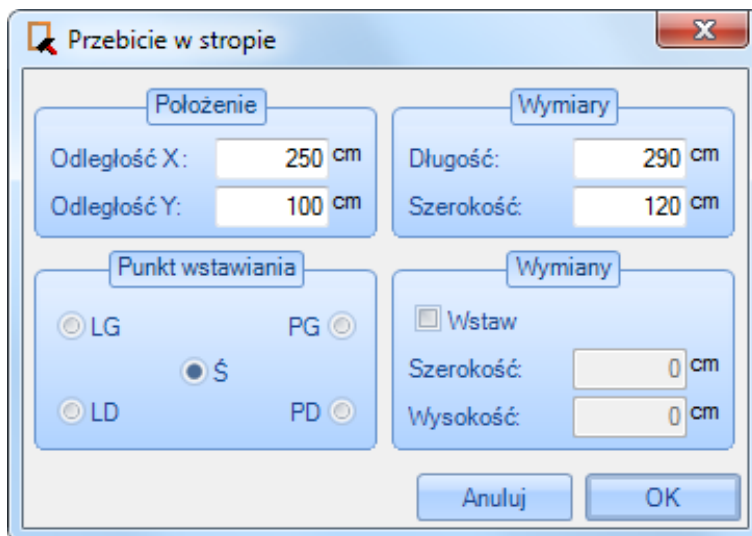 Przebicie w stropie
Położenie
Odległość X: 250 cm
Odległość Y: 100 cm
Wymiary
Długość: 290 cm
Szerokość: 120 cm
Punkt wstawiania
LG PG
Ś
LD PD
Wymiany
Wstaw
Szerokość: 0 cm
Wysokość: 0 cm
Anuluj OK